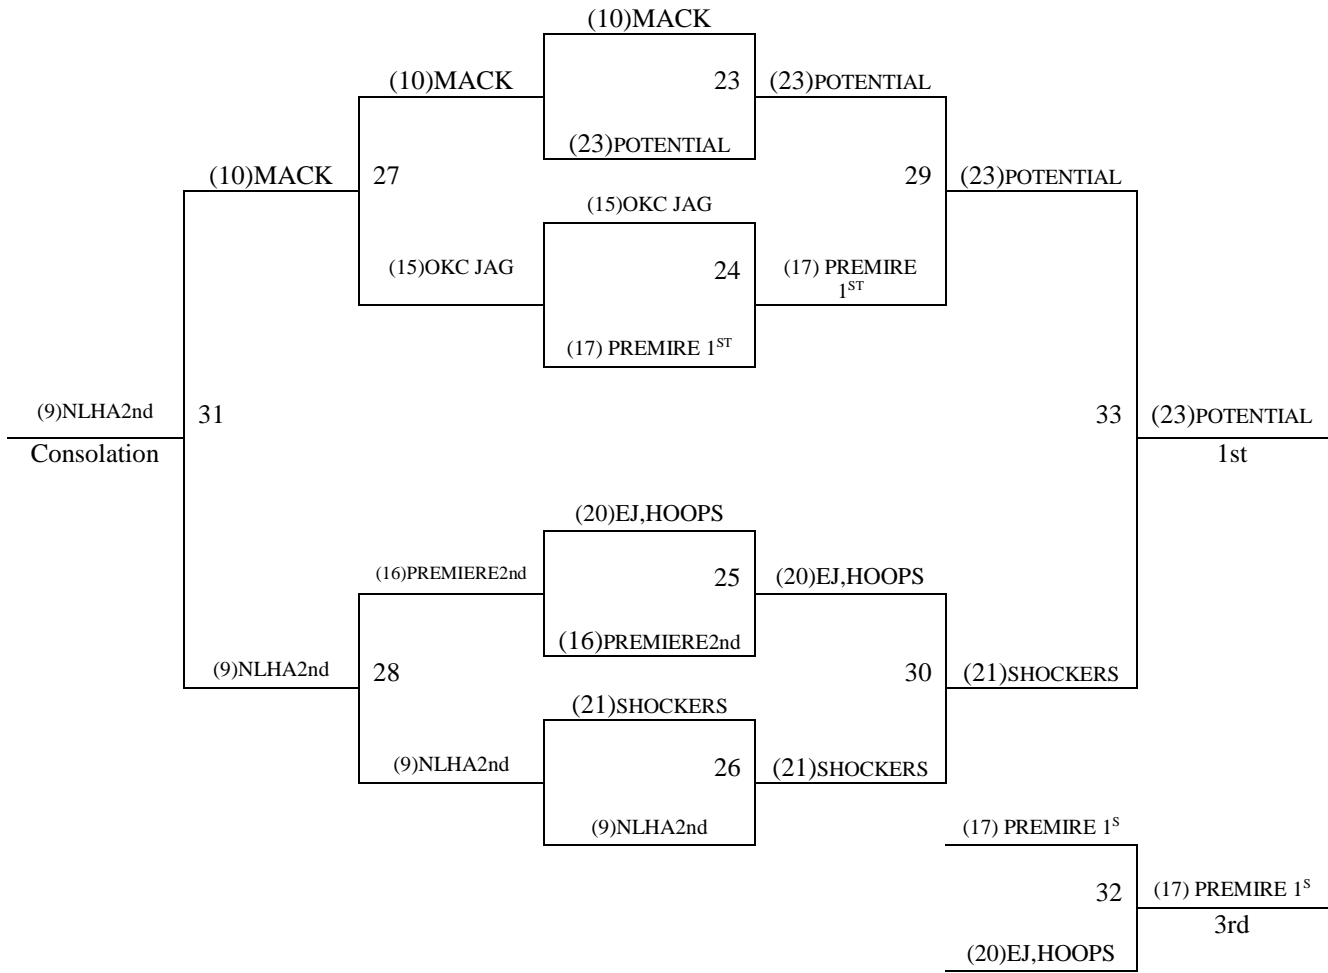 (10)MACK
(10)MACK
23
(23)POTENTIAL
(23)POTENTIAL
(10)MACK
27
29
(23)POTENTIAL
(15)OKC JAG
(15)OKC JAG
24
(17) PREMIRE
1ST
(17) PREMIRE 1ST
(9)NLHA2nd
31
33
(23)POTENTIAL
Consolation
1st
(20)EJ,HOOPS
(16)PREMIERE2nd
25
(20)EJ,HOOPS
(16)PREMIERE2nd
(9)NLHA2nd
28
30
(21)SHOCKERS
(21)SHOCKERS
(9)NLHA2nd
26
(21)SHOCKERS
(9)NLHA2nd
(17) PREMIRE 1S
32
(17) PREMIRE 1S
3rd
(20)EJ,HOOPS